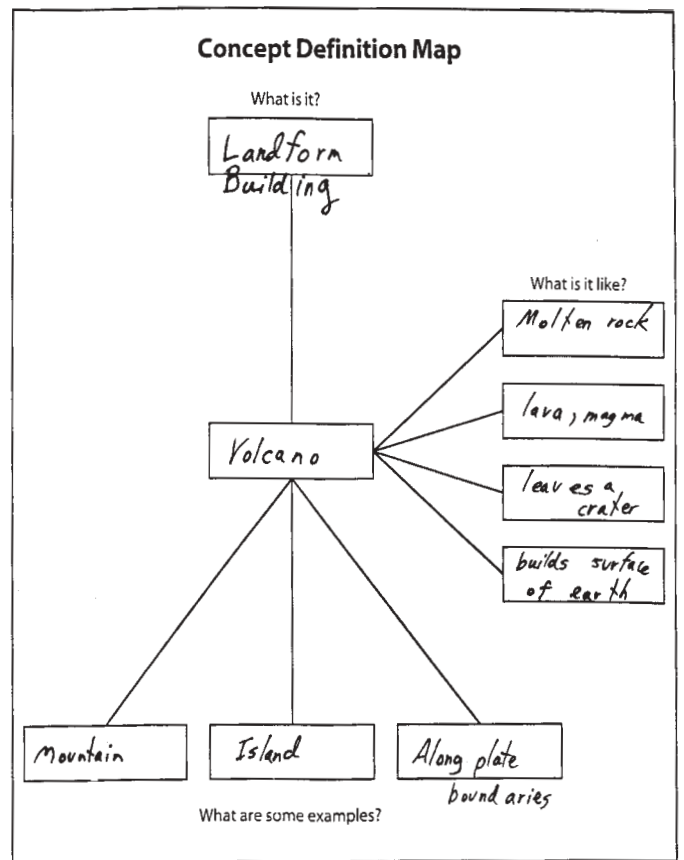 Concept Definition Map
What is it?
Landform
Building
What is it like?
Molten rock
lava, magma
leaves a
crater
builds surface
of earth
Volcano
Mountain
Island
Along plate
boundaries
What are some examples?